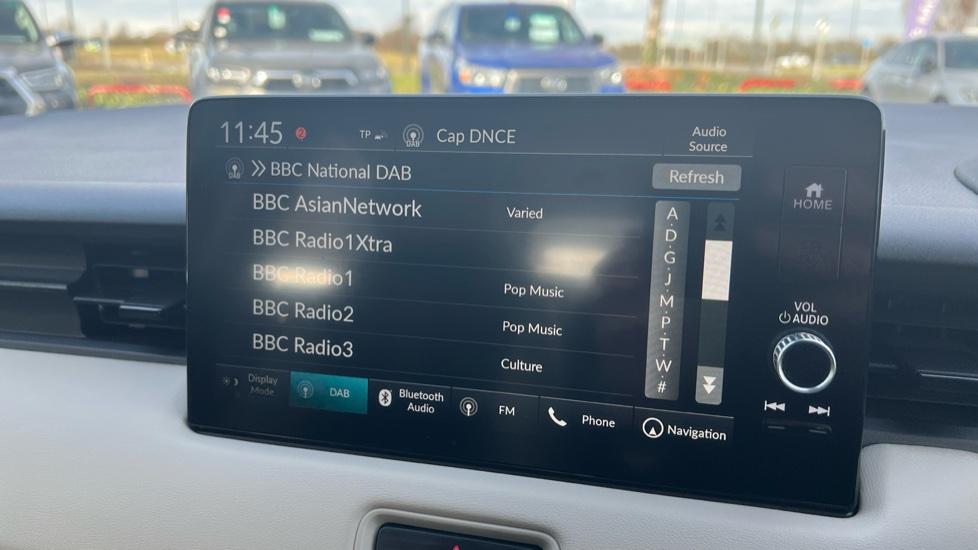 11:45
2
TP
DAB
Cap DNCE
Audio
Source
BBC National DAB
Refresh
BBC AsianNetwork
Varied
BBC Radio1Xtra
BBC Radio1
Pop Music
BBC Radio2
Pop Music
BBC Radio3
Culture
A
D
G
J
M
P
T
W
#
HOME
VOL
AUDIO
Display
Mode
DAB
Bluetooth
Audio
FM
Phone
Navigation